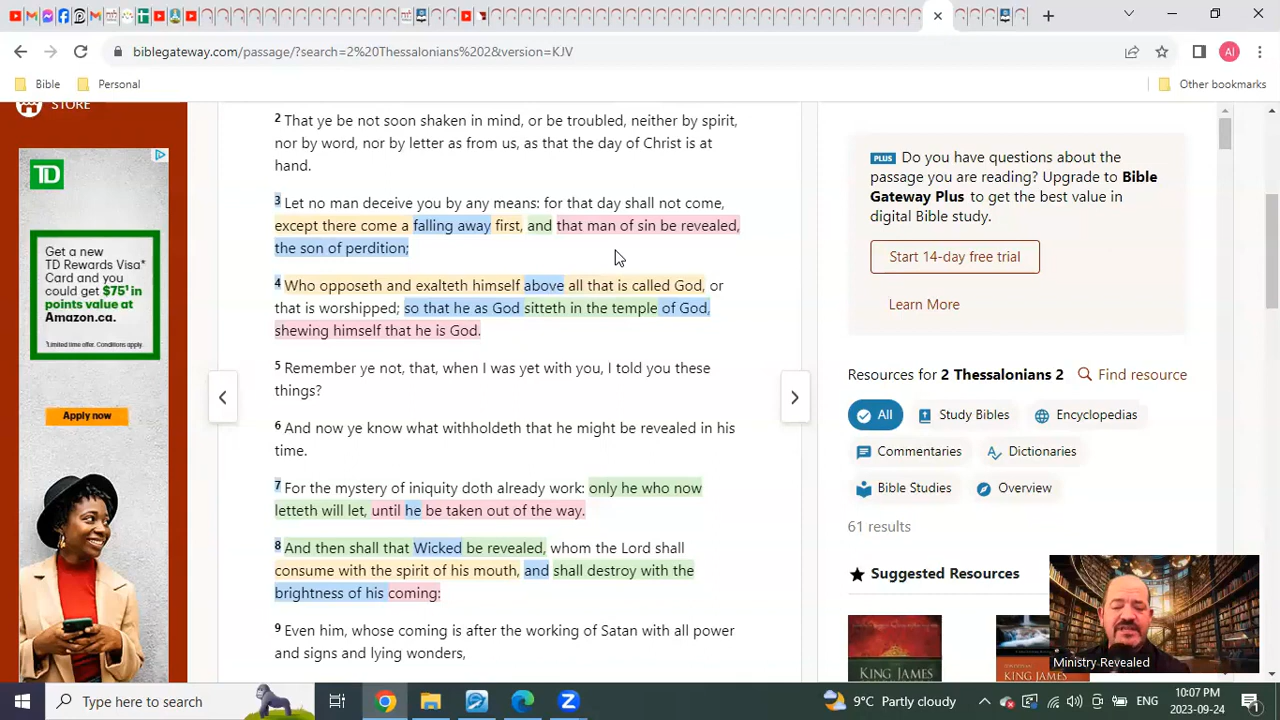 biblegateway.com/passage/?search=2%20Thessalonians%202&version=KJV
AI
Bible
Personal
Other bookmarks
STORE
TD
Get a new
TD Rewards Visa*
Card and you
could get $75¹ in
points value at
Amazon.ca.
¹Limited time offer. Conditions apply.
Apply now
2 That ye be not soon shaken in mind, or be troubled, neither by spirit,
nor by word, nor by letter as from us, as that the day of Christ is at
hand.
3 Let no man deceive you by any means: for that day shall not come,
except there come a falling away first, and that man of sin be revealed,
the son of perdition;
4 Who opposeth and exalteth himself above all that is called God, or
that is worshipped; so that he as God sitteth in the temple of God,
shewing himself that he is God.
5 Remember ye not, that, when I was yet with you, I told you these
things?
6 And now ye know what withholdeth that he might be revealed in his
time.
7 For the mystery of iniquity doth already work: only he who now
letteth will let, until he be taken out of the way.
8 And then shall that Wicked be revealed, whom the Lord shall
consume with the spirit of his mouth, and shall destroy with the
brightness of his coming:
9 Even him, whose coming is after the working of Satan with all power
and signs and lying wonders,
PLUS Do you have questions about the
passage you are reading? Upgrade to Bible
Gateway Plus to get the best value in
digital Bible study.
Start 14-day free trial
Learn More
Resources for 2 Thessalonians 2
Find resource
All
Study Bibles
Encyclopedias
Commentaries
Dictionaries
Bible Studies
Overview
61 results
Suggested Resources
KING JAMES
KING JAMES
Ministry Revealed
Type here to search
9°C Partly cloudy
ENG
10:07 PM
2023-09-24
1